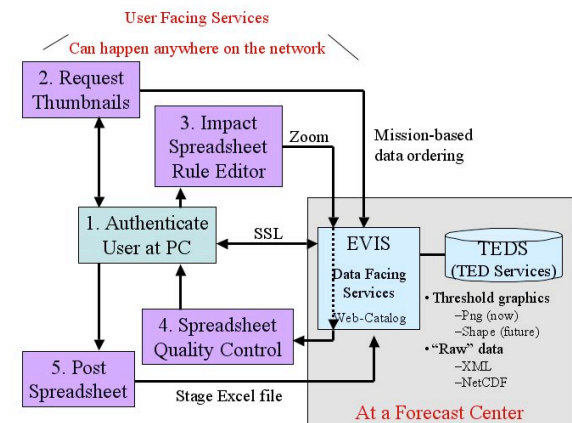 User Facing Services
Can happen anywhere on the network
2. Request
Thumbnails
3. Impact
Spreadsheet
Rule Editor
Zoom
Mission-based
data ordering
1. Authenticate
User at PC
SSL
EVIS
Data Facing
Services
Web-Catalog
TEDS
(TED Services)
• Threshold graphics
–Png (now)
–Shape (future)
• “Raw” data
–XML
–NetCDF
4. Spreadsheet
Quality Control
5. Post
Spreadsheet
Stage Excel file
At a Forecast Center